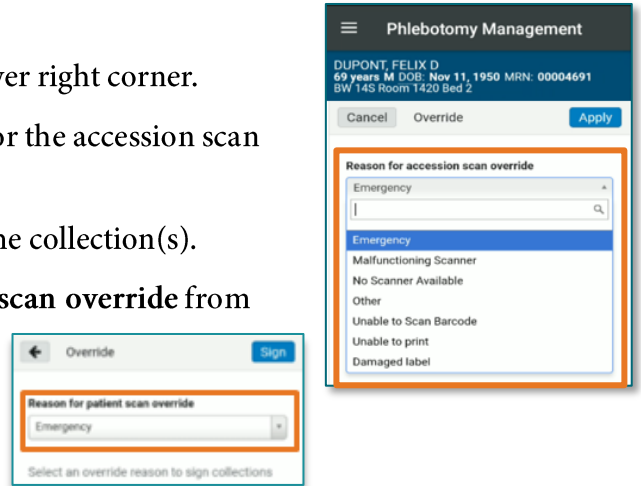 ver right corner.
or the accession scan
ne collection(s).
scan override from
Phlebotomy Management
DUPONT, FELIX D
69 years M DOB: Nov 11, 1950 MRN: 00004691
BW 14S Room 1420 Bed 2
Cancel Override Apply
Reason for accession scan override
Emergency
Emergency
Malfunctioning Scanner
No Scanner Available
Other
Unable to Scan Barcode
Unable to print
Damaged label
Override Sign
Reason for patient scan override
Emergency
Select an override reason to sign collections